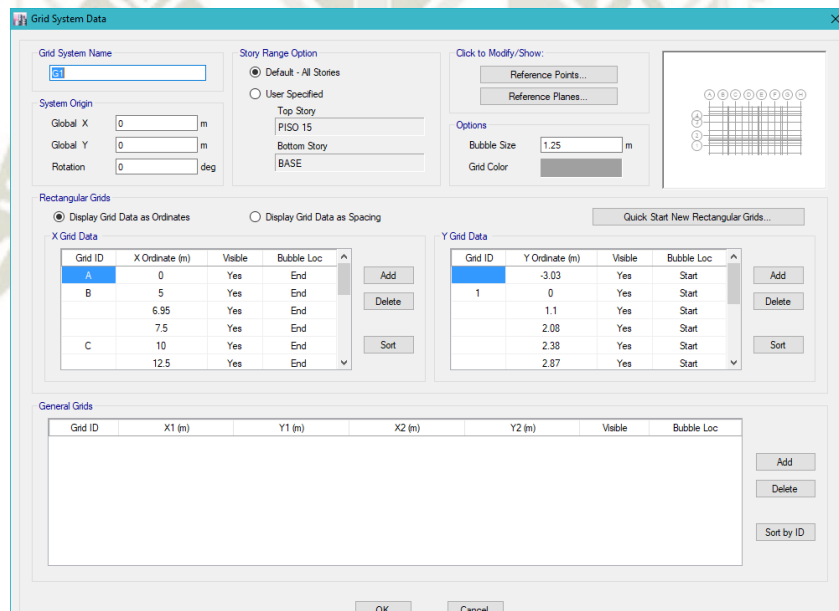 Grid System Data
Grid System Name
G1
System Origin
Global X 0 m
Global Y 0 m
Rotation 0 deg
Story Range Option
Default - All Stories
User Specified
Top Story
PISO 15
Bottom Story
BASE
Click to Modify/Show:
Reference Points...
Reference Planes...
Options
Bubble Size 1.25 m
Grid Color
A B C D E F G H
4
3
2
1
Rectangular Grids
Display Grid Data as Ordinates
Display Grid Data as Spacing
Quick Start New Rectangular Grids...
X Grid Data
Grid ID X Ordinate (m) Visible Bubble Loc
A 0 Yes End
B 5 Yes End
6.95 Yes End
7.5 Yes End
C 10 Yes End
12.5 Yes End
Add
Delete
Sort
Y Grid Data
Grid ID Y Ordinate (m) Visible Bubble Loc
-3.03 Yes Start
1 0 Yes Start
1.1 Yes Start
2.08 Yes Start
2.38 Yes Start
2.87 Yes Start
Add
Delete
Sort
General Grids
Grid ID X1 (m) Y1 (m) X2 (m) Y2 (m) Visible Bubble Loc
Add
Delete
Sort by ID
OK Cancel